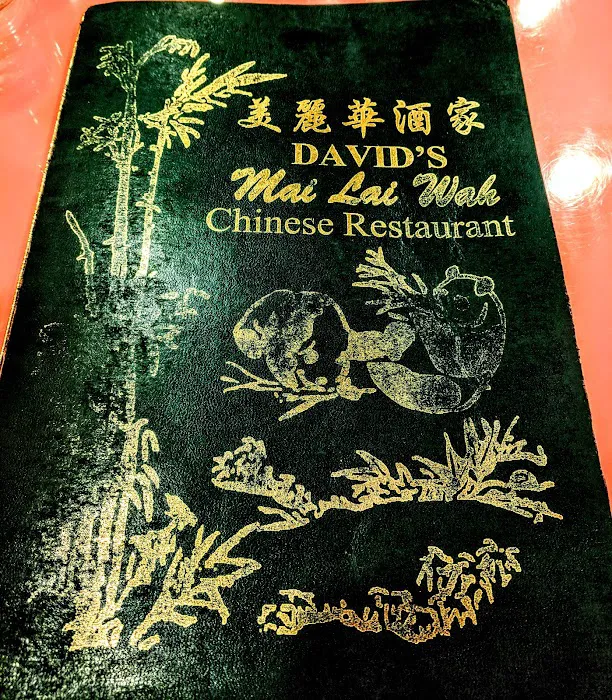 美麗華酒家
DAVID'S
Mai Lai Wah
Chinese Restaurant